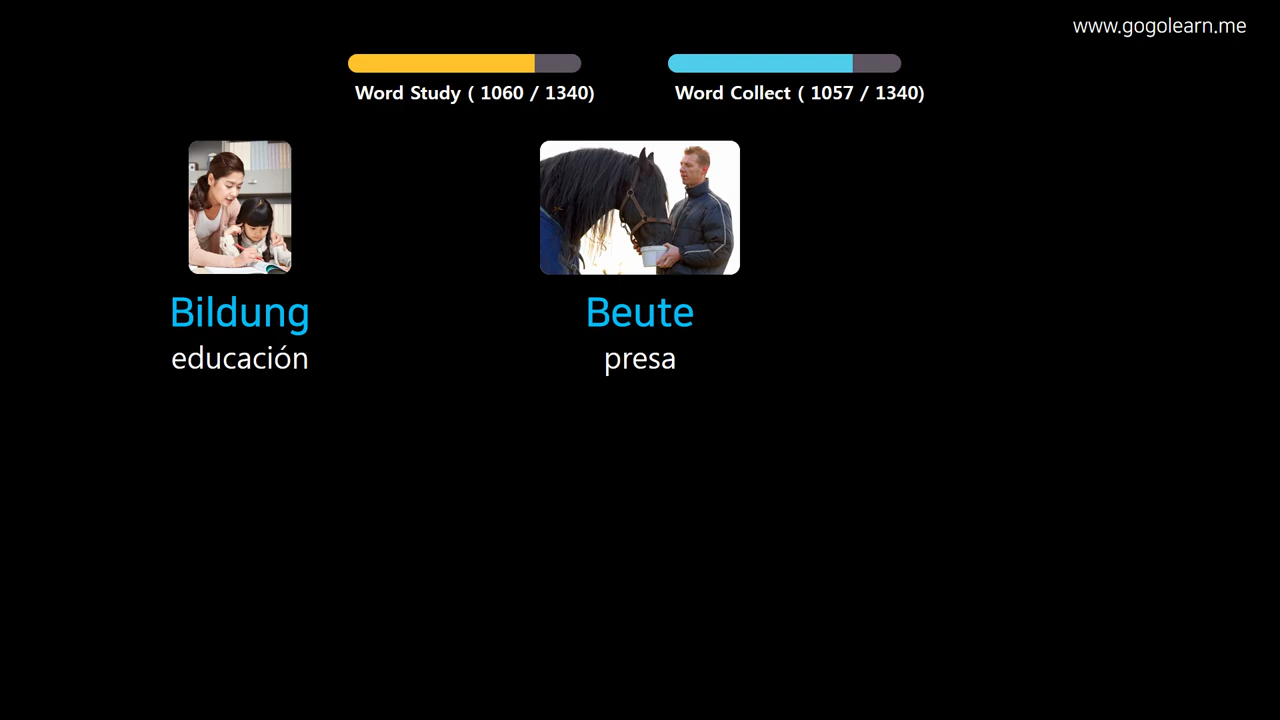 www.gogolearn.me
Word Study ( 1060 / 1340)
Word Collect ( 1057 / 1340)
Bildung
educación
Beute
presa